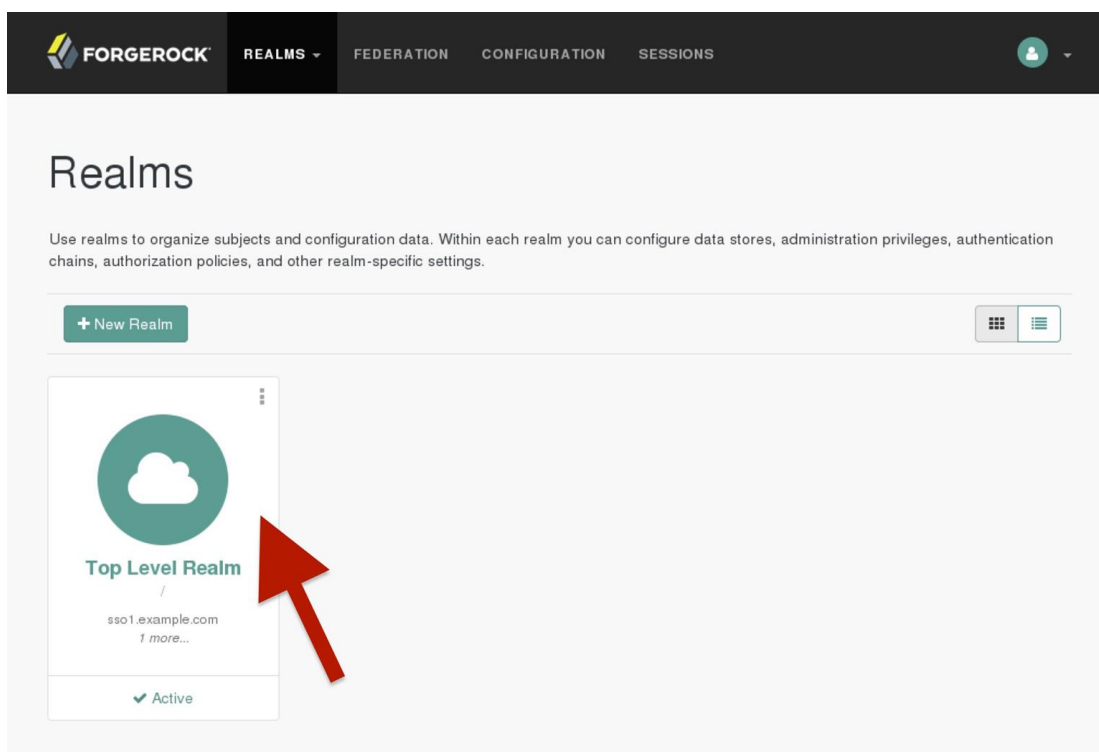 FORGEROCK REALMS FEDERATION CONFIGURATION SESSIONS
Realms
Use realms to organize subjects and configuration data. Within each realm you can configure data stores, administration privileges, authentication
chains, authorization policies, and other realm-specific settings.
+ New Realm
Top Level Realm
/
sso1.example.com
1 more...
Active